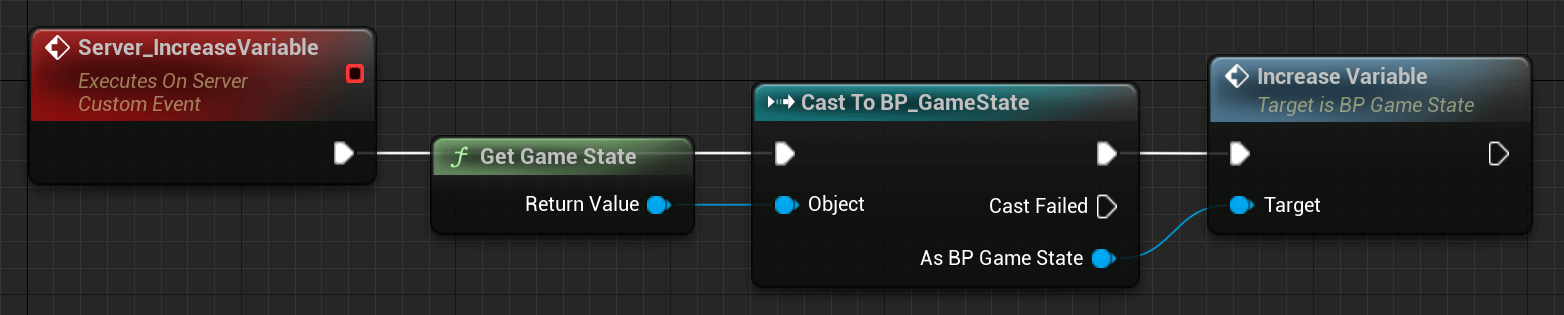 Server_IncreaseVariable
Executes On Server
Custom Event
f Get Game State
Return Value
Cast To BP_GameState
Object
Cast Failed
As BP Game State
Increase Variable
Target is BP Game State
Target